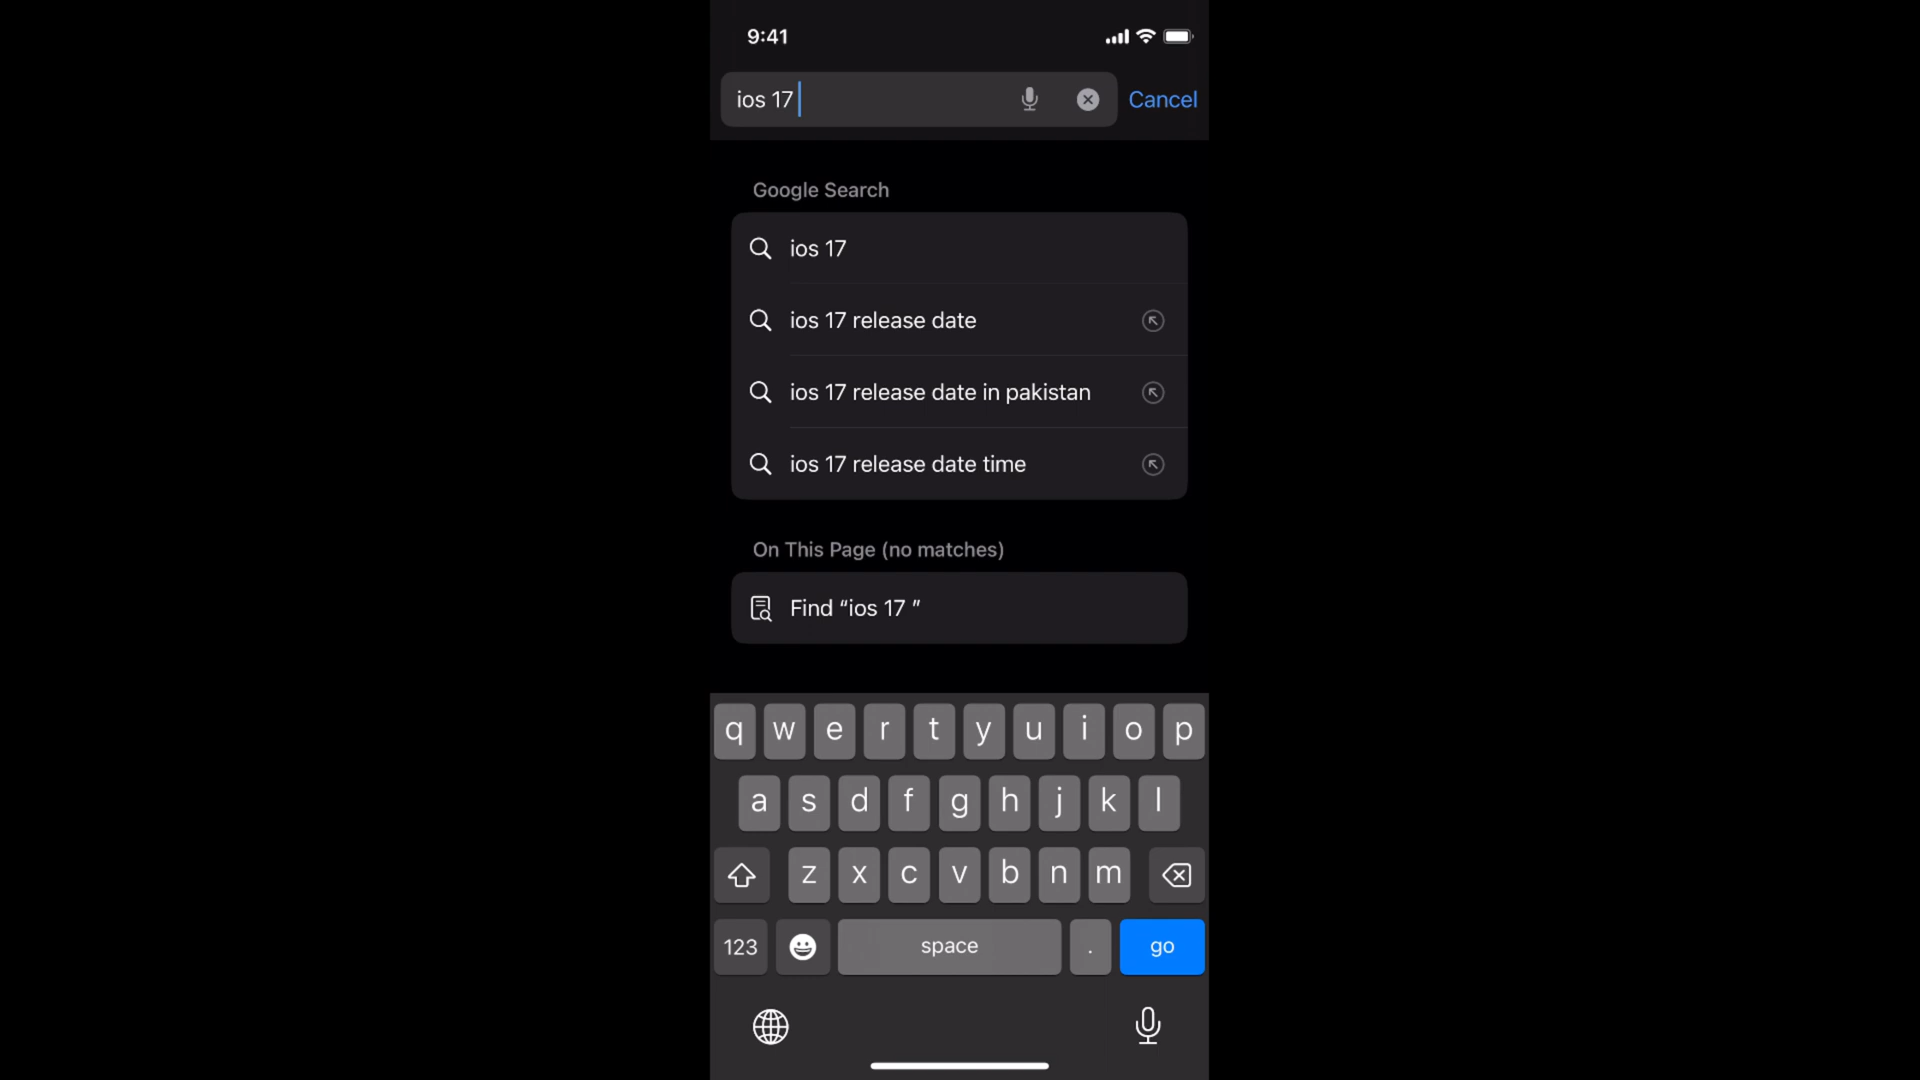 9:41
ios 17
Cancel
Google Search
ios 17
ios 17 release date
ios 17 release date in pakistan
ios 17 release date time
On This Page (no matches)
Find “ios 17 ”
q w e r t y u i o p
a s d f g h j k l
z x c v b n m
123 space . go